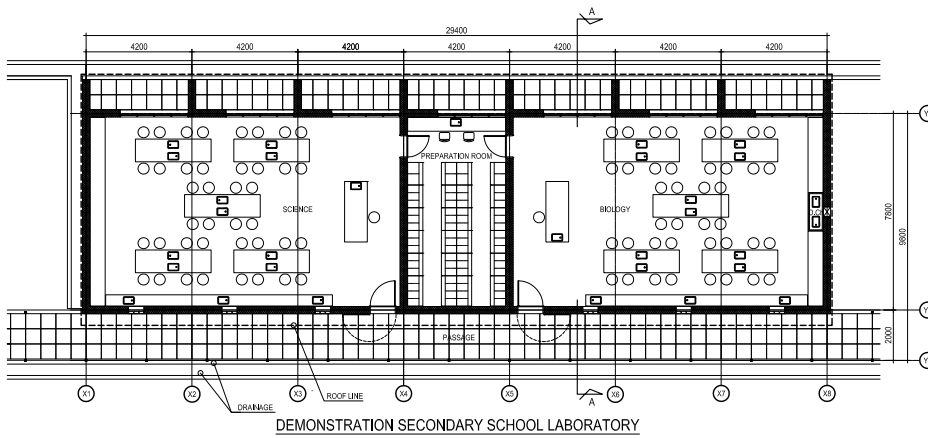 A
29400
4200 4200 4200 4200 4200 4200 4200
PREPARATION ROOM
SCIENCE
BIOLOGY
7800
9800
2000
PASSAGE
X1 X2 X3 X4 X5 X6 X7 X8
A
ROOF LINE
DRAINAGE
DEMONSTRATION SECONDARY SCHOOL LABORATORY